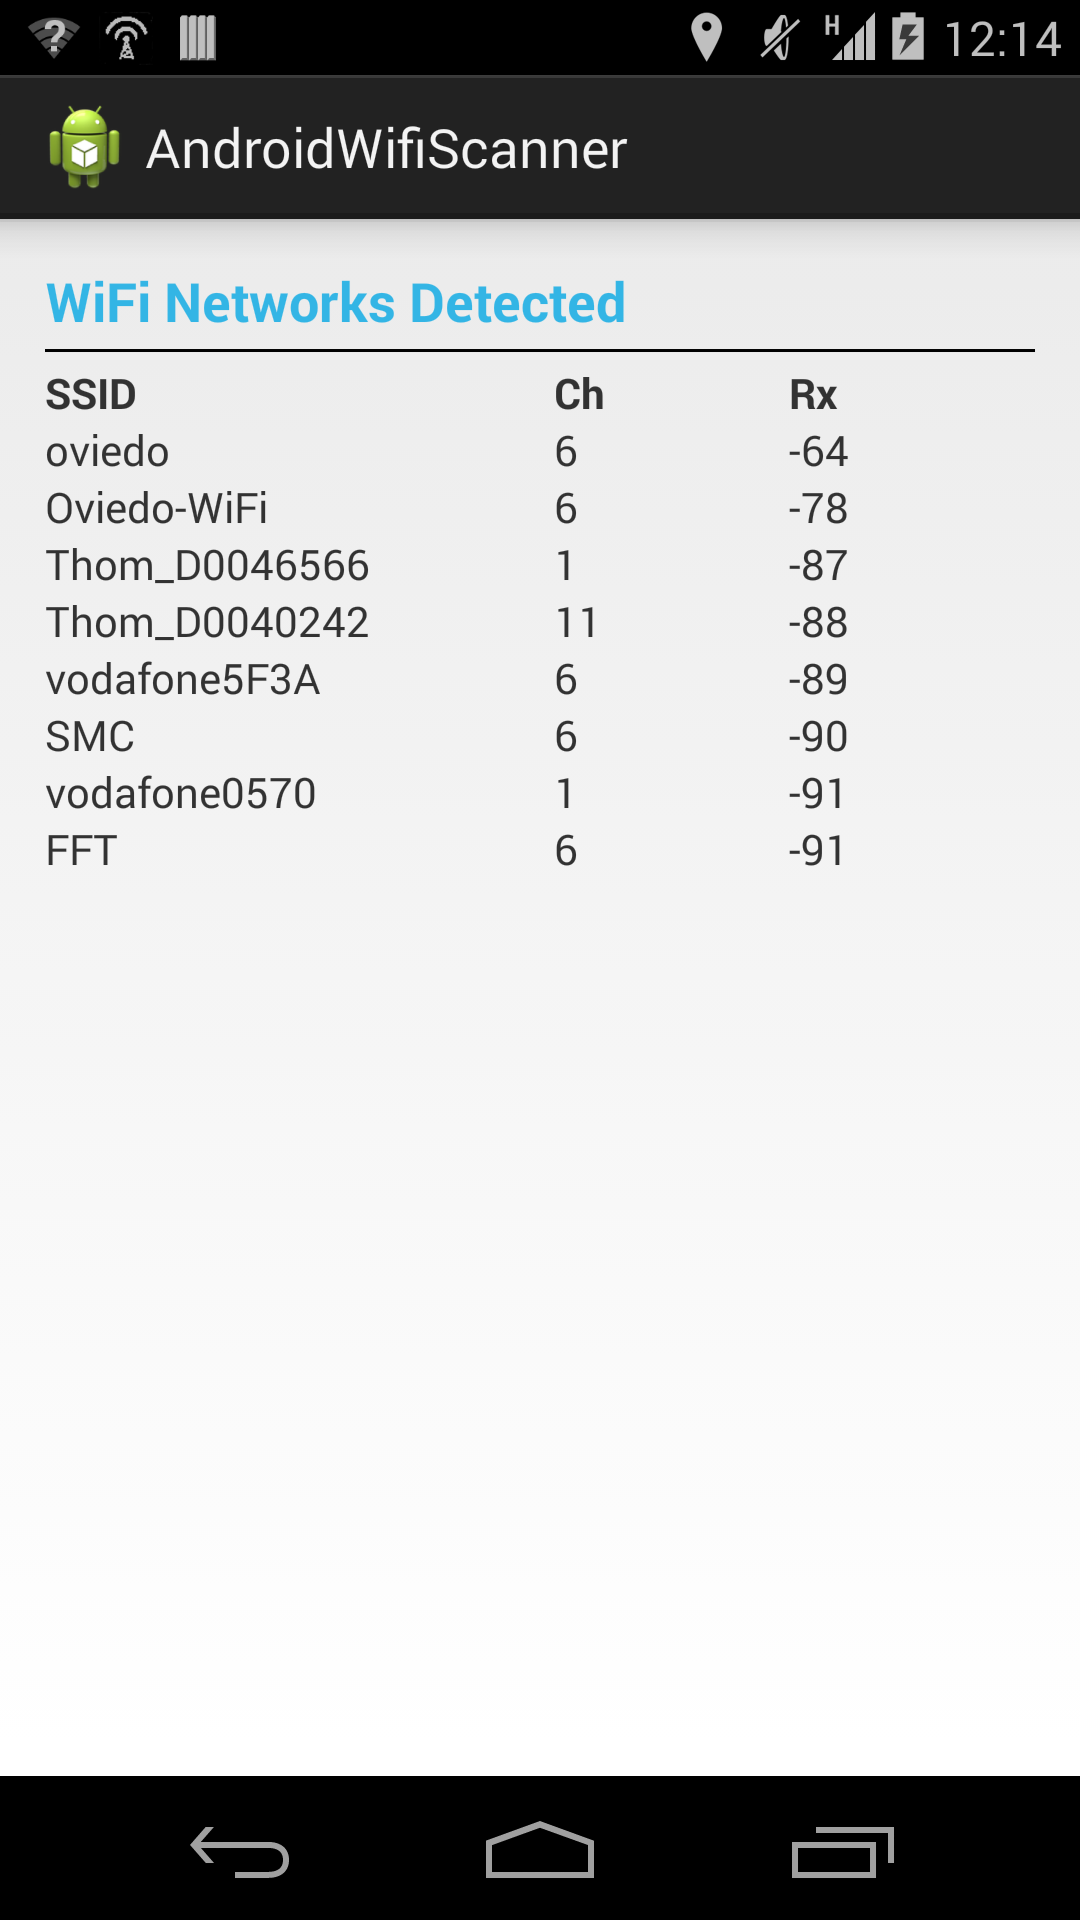 ? H 12:14
AndroidWifiScanner
WiFi Networks Detected
SSID Ch Rx
oviedo 6 -64
Oviedo-WiFi 6 -78
Thom_D0046566 1 -87
Thom_D0040242 11 -88
vodafone5F3A 6 -89
SMC 6 -90
vodafone0570 1 -91
FFT 6 -91